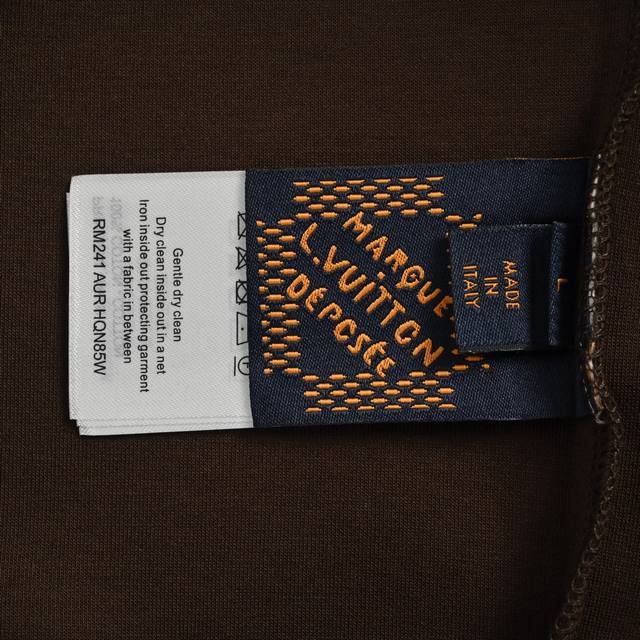 L
MADE
IN
ITALY
MARQUE
L.VUITTON
DÉPOSÉE
Gentle dry clean
Dry clean inside out in a net
Iron inside out protecting garment
with a fabric in between
RM241 AUR HQN85W